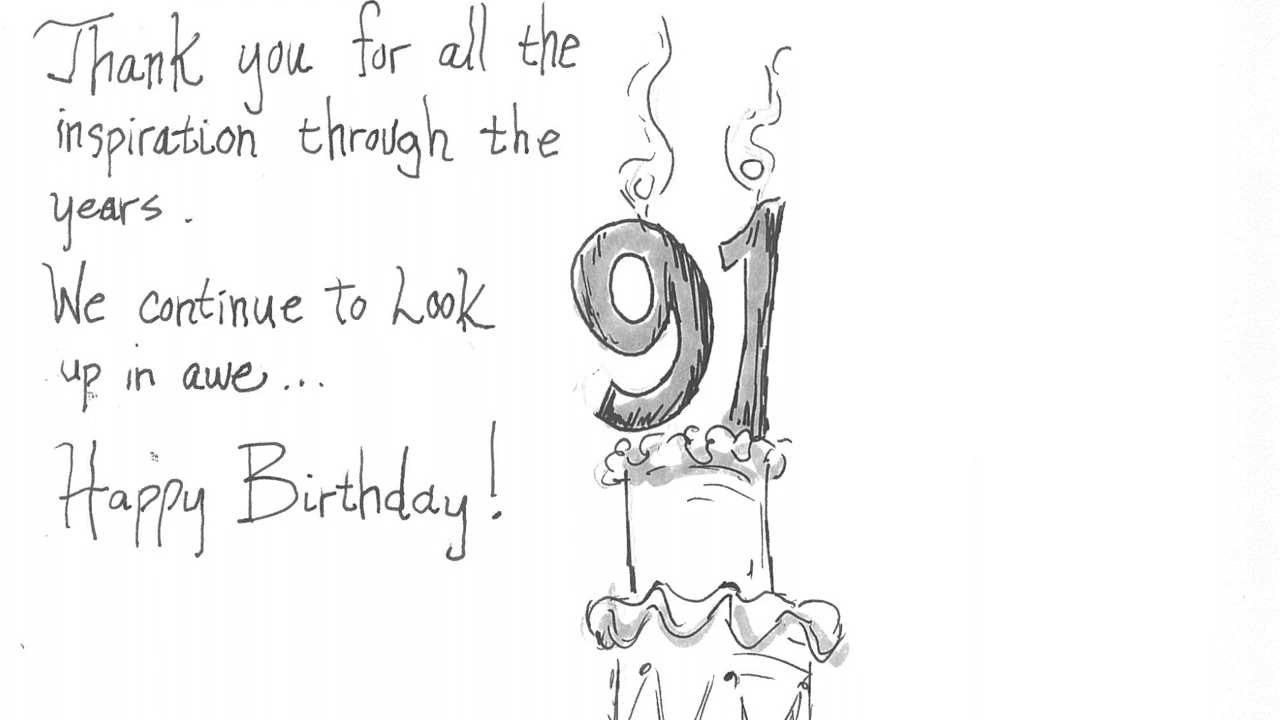 Thank you for all the
inspiration through the
years.
We continue to Look
up in awe...
Happy Birthday!
91